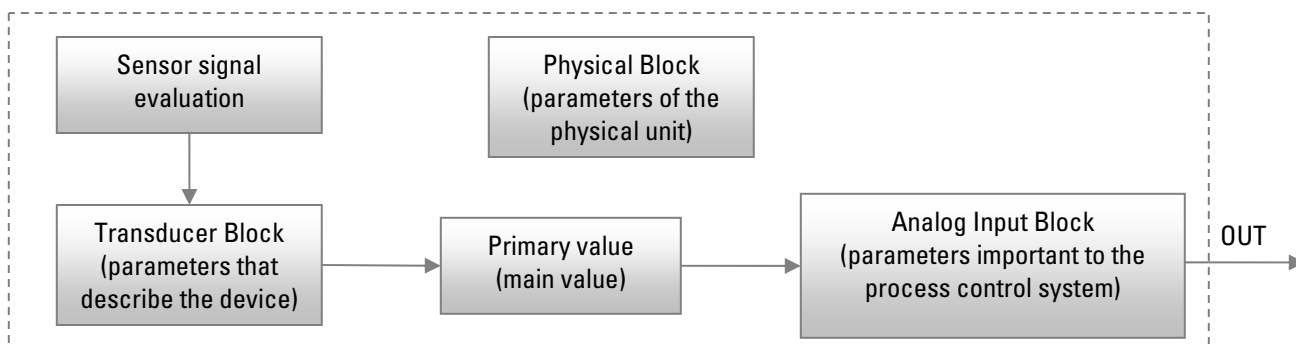 Sensor signal
evaluation
Physical Block
(parameters of the
physical unit)
Transducer Block
(parameters that
describe the device)
Primary value
(main value)
Analog Input Block
(parameters important to the
process control system)
OUT